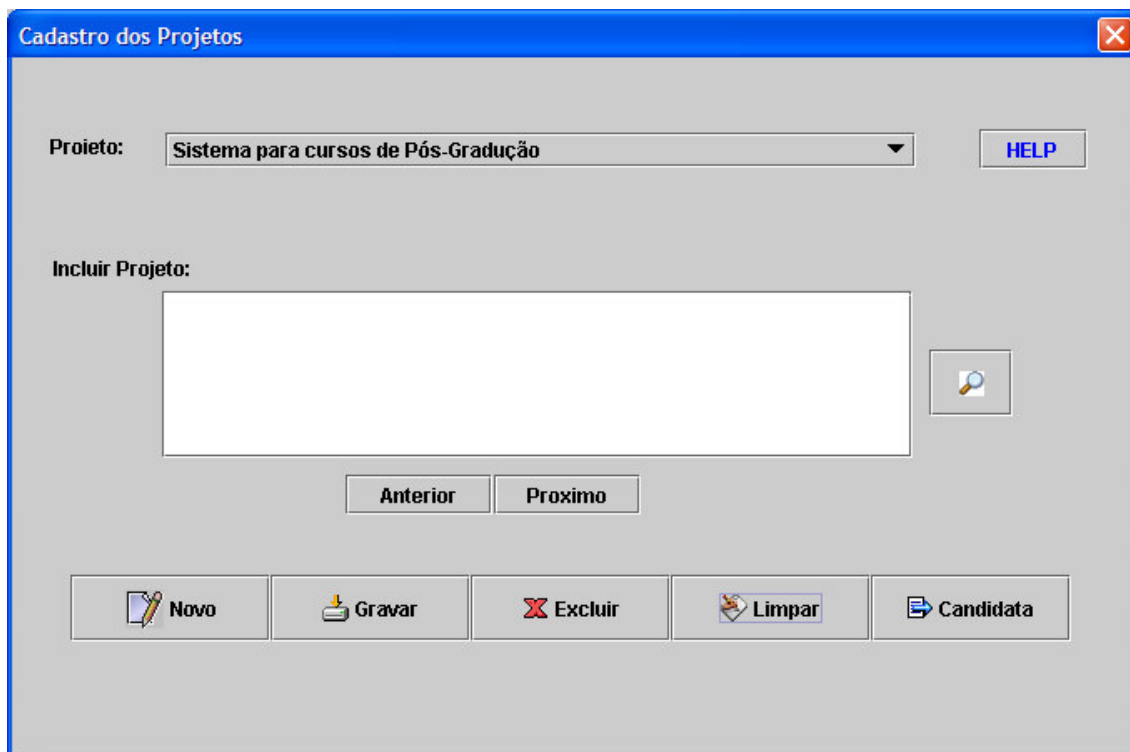 Cadastro dos Projetos
Projeto: Sistema para cursos de Pós-Gradução HELP
Incluir Projeto:
Anterior Proximo
Novo Gravar Excluir Limpar Candidata